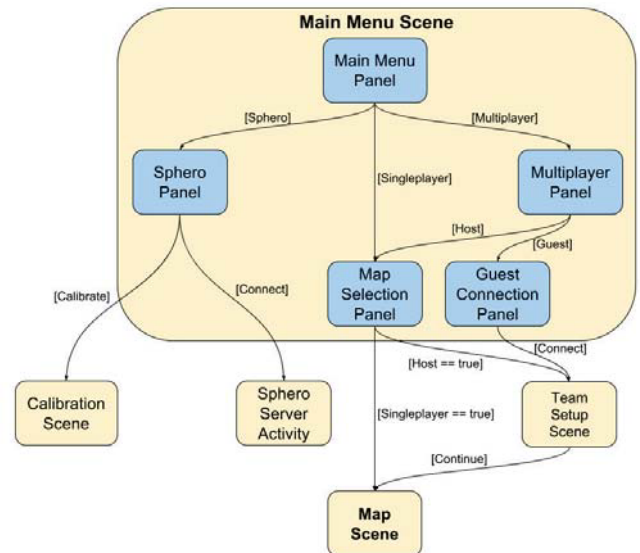 Main Menu Scene
Main Menu
Panel
[Sphero]
[Multiplayer]
Sphero
Panel
[Singleplayer]
Multiplayer
Panel
[Host]
[Guest]
Map
Selection
Panel
Guest
Connection
Panel
[Calibrate]
[Connect]
[Connect]
[Host == true]
Calibration
Scene
Sphero
Server
Activity
[Singleplayer == true]
Team
Setup
Scene
[Continue]
Map
Scene